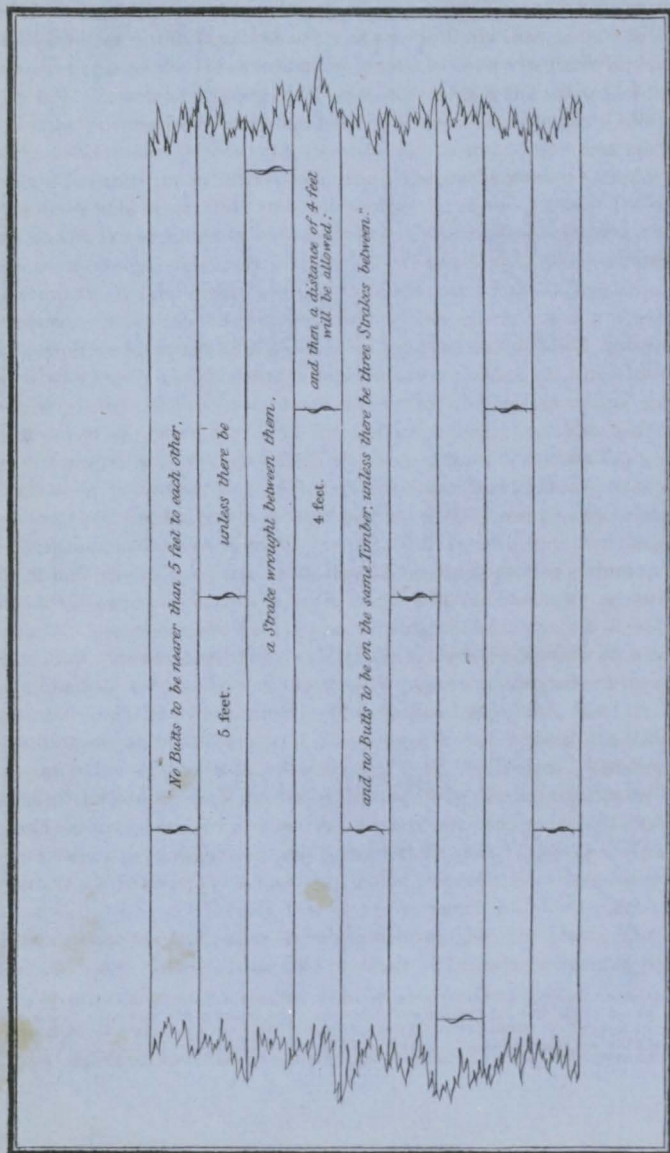 No Butts to be nearer than 5 feet to each other,
unless there be
5 feet.
a Strake wrought between them,
and then a distance of 4 feet
will be allowed:
4 feet.
and no Butts to be on the same Timber, unless there be three Strakes between."